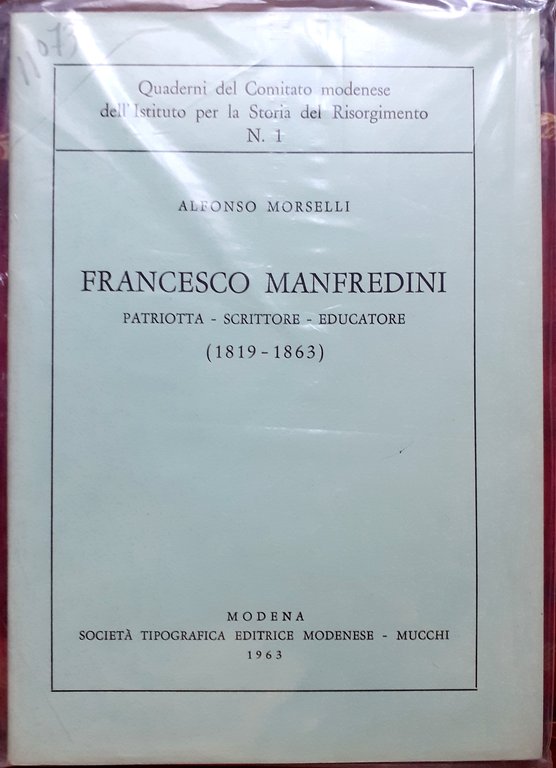 Quaderni del Comitato modenese
dell'Istituto per la Storia del Risorgimento
N. 1
ALFONSO MORSELLI
FRANCESCO MANFREDINI
PATRIOTTA - SCRITTORE - EDUCATORE
(1819-1863)
MODENA
SOCIETÀ TIPOGRAFICA EDITRICE MODENESE - MUCCHI
1963